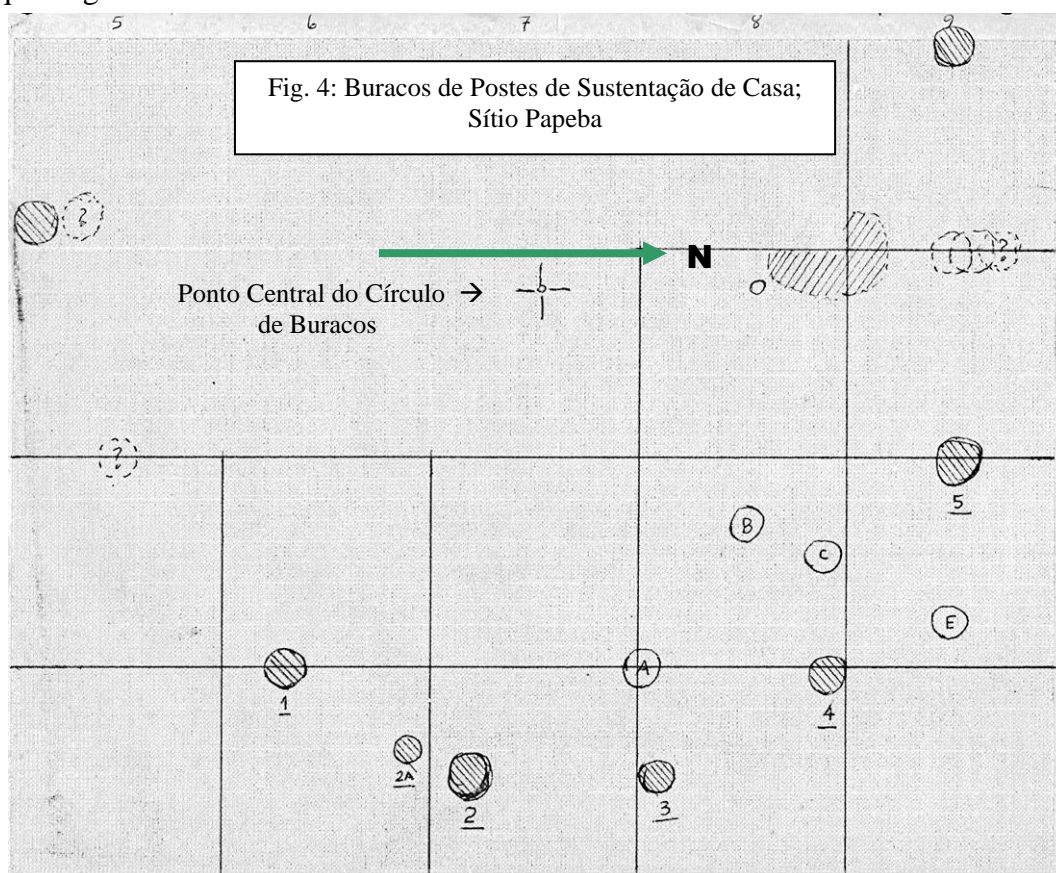 5 6 7 8 9
Fig. 4: Buracos de Postes de Sustentação de Casa;
Sítio Papeba
?
N
?
Ponto Central do Círculo →
de Buracos
?
5
B
C
E
A
1
4
2A
2
3